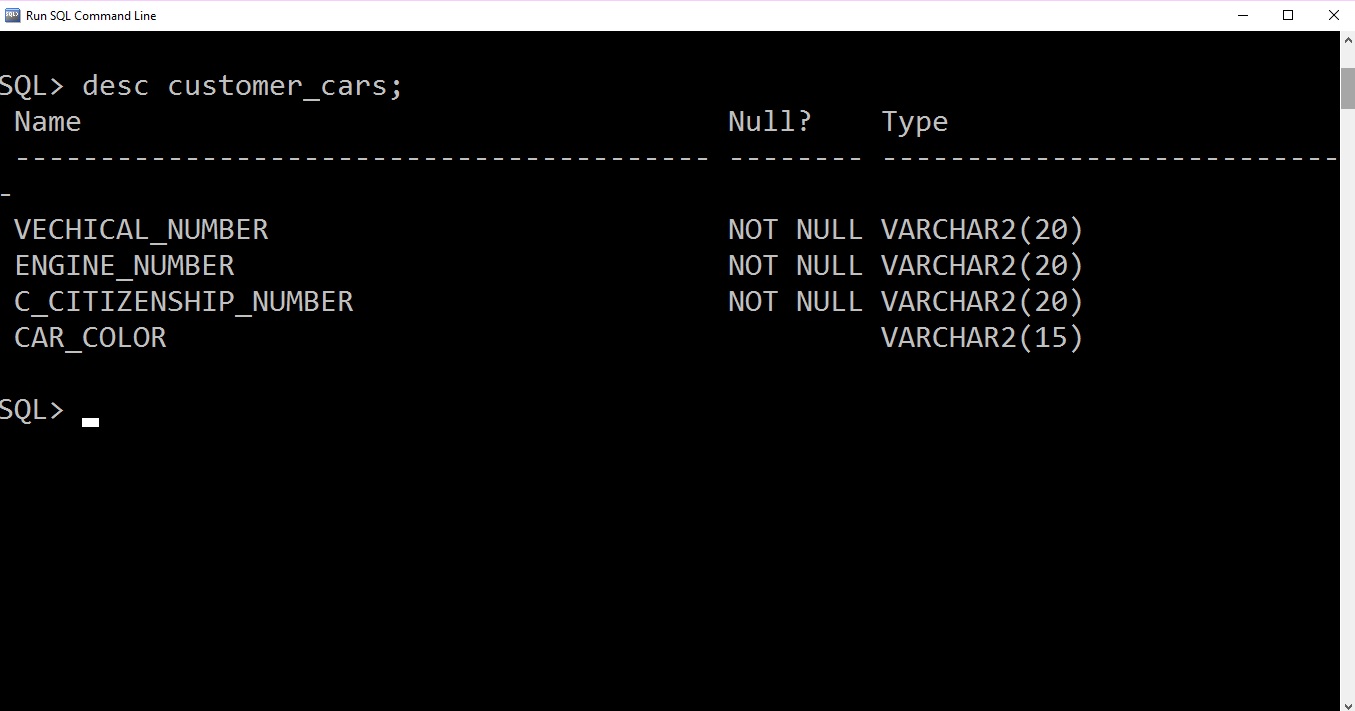 Run SQL Command Line
SQL> desc customer_cars;
Name Null? Type
----------------------------------------- -------- ---------------------------
-
VECHICAL_NUMBER NOT NULL VARCHAR2(20)
ENGINE_NUMBER NOT NULL VARCHAR2(20)
C_CITIZENSHIP_NUMBER NOT NULL VARCHAR2(20)
CAR_COLOR VARCHAR2(15)
SQL>